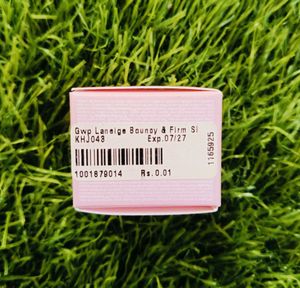 Gwp Laneige Bouncy & Firm Sl
KHJ043 Exp.07/27
1001879014 Rs.0.01
1165925